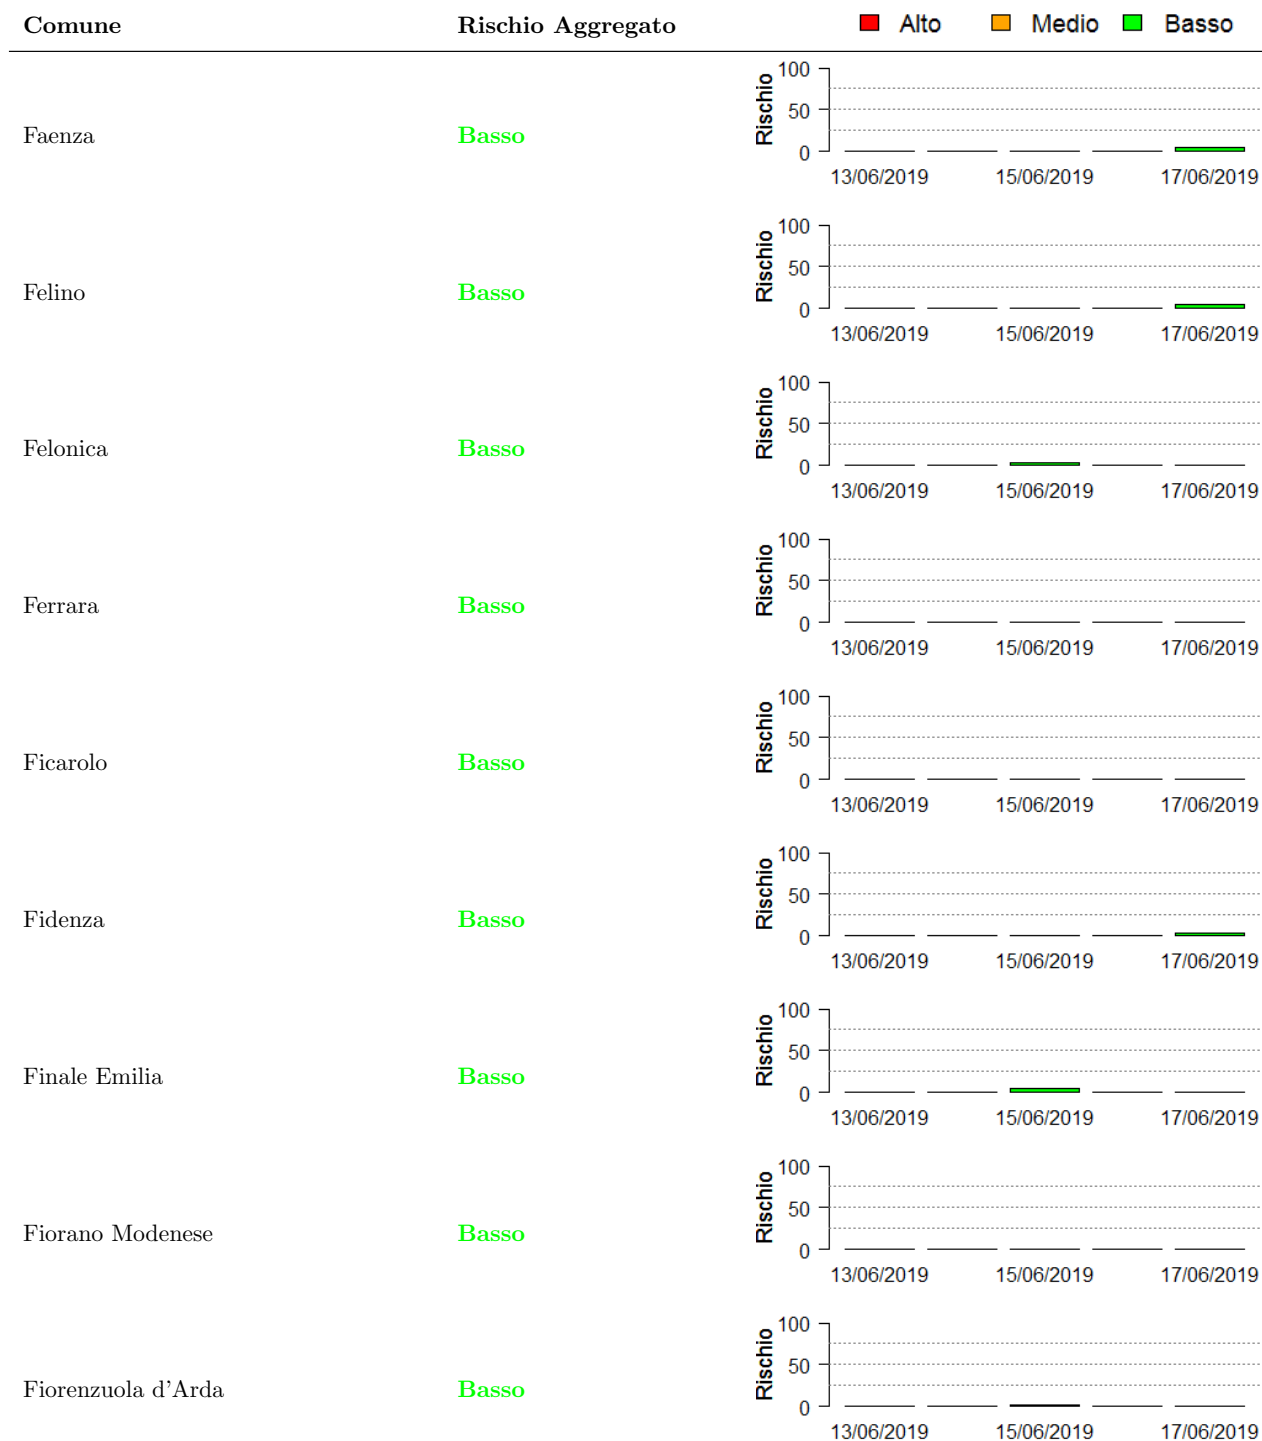 Comune Rischio Aggregato Alto Medio Basso
Faenza Basso Rischio 100 50 0
13/06/2019 15/06/2019 17/06/2019
Felino Basso Rischio 100 50 0
13/06/2019 15/06/2019 17/06/2019
Felonica Basso Rischio 100 50 0
13/06/2019 15/06/2019 17/06/2019
Ferrara Basso Rischio 100 50 0
13/06/2019 15/06/2019 17/06/2019
Ficarolo Basso Rischio 100 50 0
13/06/2019 15/06/2019 17/06/2019
Fidenza Basso Rischio 100 50 0
13/06/2019 15/06/2019 17/06/2019
Finale Emilia Basso Rischio 100 50 0
13/06/2019 15/06/2019 17/06/2019
Fiorano Modenese Basso Rischio 100 50 0
13/06/2019 15/06/2019 17/06/2019
Fiorenzuola d'Arda Basso Rischio 100 50 0
13/06/2019 15/06/2019 17/06/2019